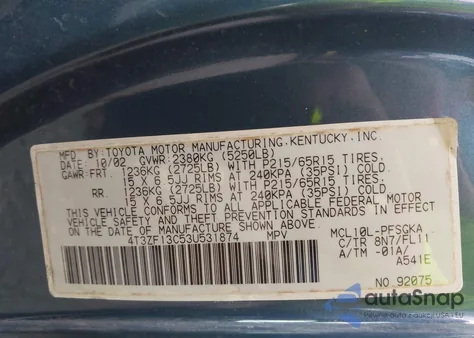 MFD. BY: TOYOTA MOTOR MANUFACTURING, KENTUCKY, INC.
DATE: 10/02 GVWR: 2380KG (5250LB)
GAWR: FRT. 1236KG (2725LB) WITH P215/65R15 TIRES,
15 X 6.5JJ RIMS AT 240KPA (35PSI) COLD.
RR. 1236KG (2725LB) WITH P215/65R15 TIRES,
15 X 6.5JJ RIMS AT 240KPA (35PSI) COLD.
THIS VEHICLE CONFORMS TO ALL APPLICABLE FEDERAL MOTOR
VEHICLE SAFETY AND THEFT PREVENTION STANDARDS IN EFFECT
ON THE DATE OF MANUFACTURE SHOWN ABOVE.
4T3ZF13C53U531874 MPV
MCL10L-PFSGKA
C/TR 8N7/FL11
A/TM -01A/
A541E
NO. 92075
autoSnap